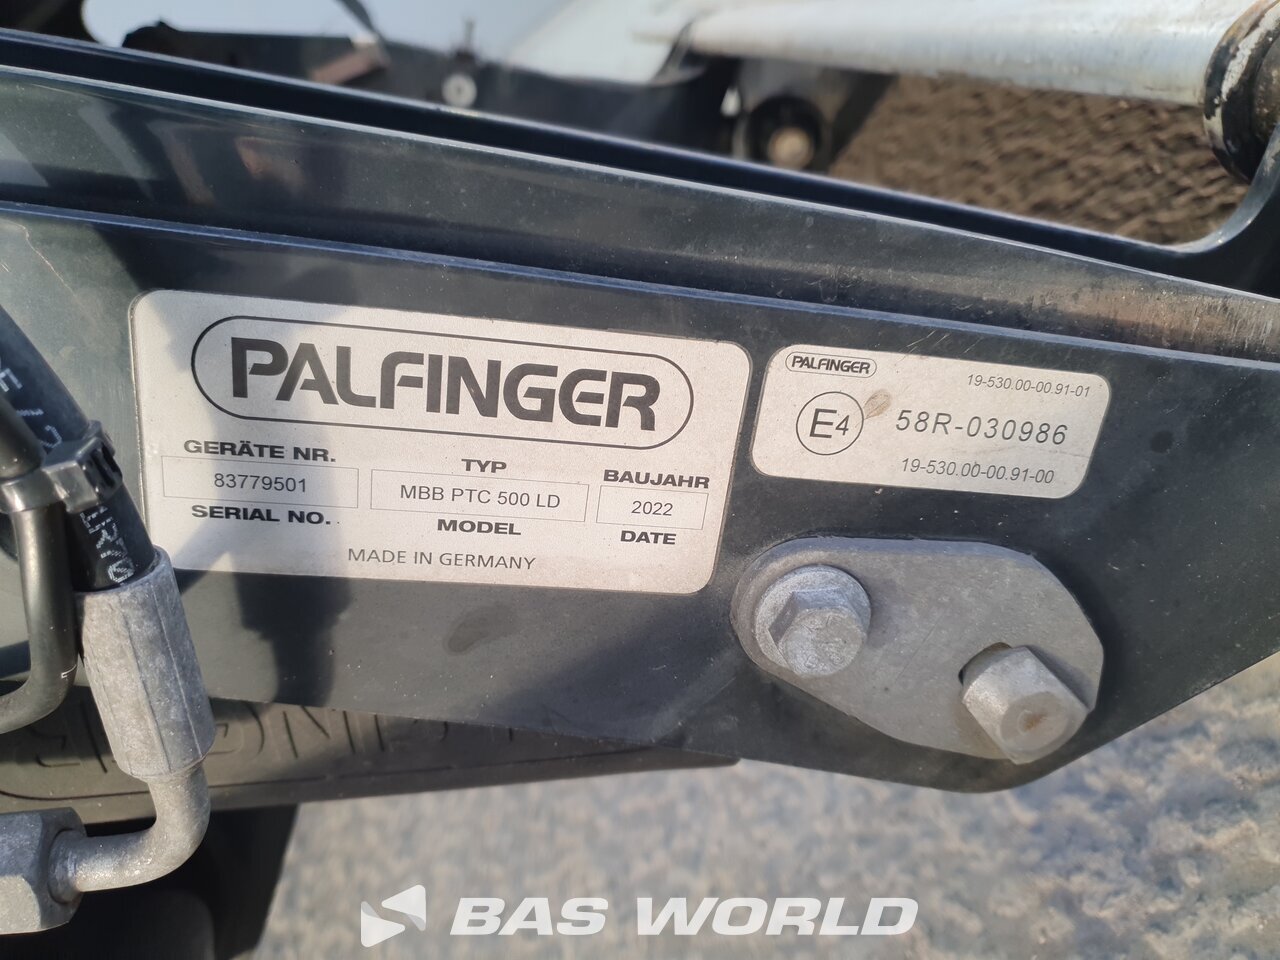 PALFINGER
GERÄTE NR. TYP BAUJAHR
83779501 MBB PTC 500 LD 2022
SERIAL NO. MODEL DATE
MADE IN GERMANY
PALFINGER 19-530.00-00.91-01
E4 58R-030986
19-530.00-00.91-00
BAS WORLD